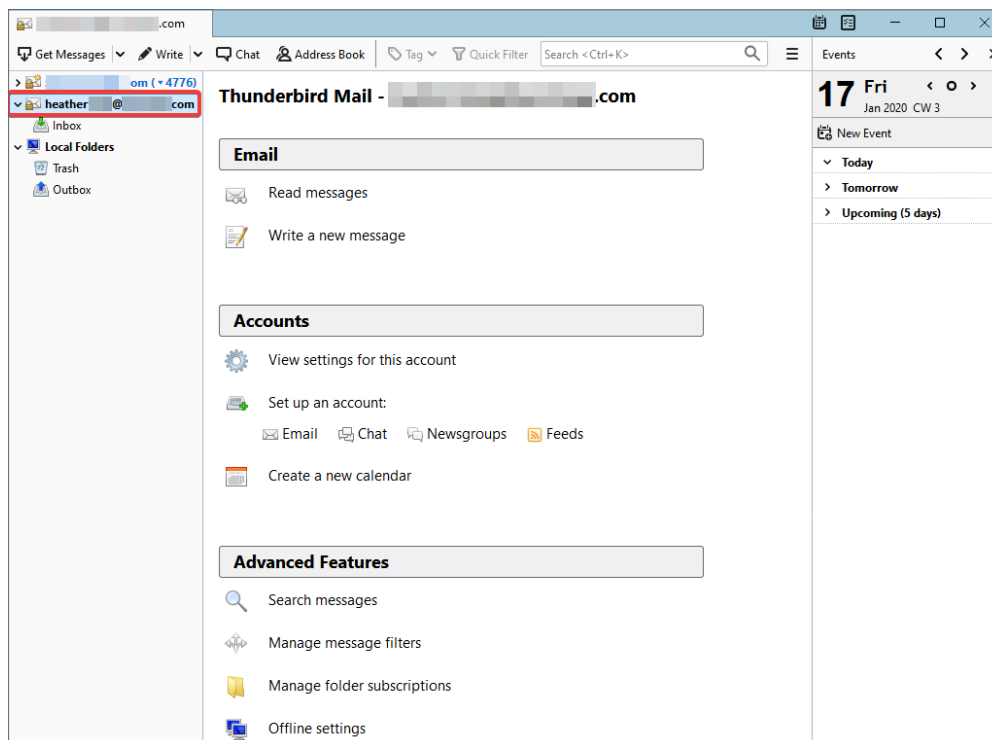 .com
Get Messages Write Chat Address Book Tag Quick Filter Search <Ctrl+K> Events
om (4776)
heather @ com
Inbox
Local Folders
Trash
Outbox
Thunderbird Mail - .com
Email
Read messages
Write a new message
Accounts
View settings for this account
Set up an account:
Email Chat Newsgroups Feeds
Create a new calendar
Advanced Features
Search messages
Manage message filters
Manage folder subscriptions
Offline settings
17 Fri
Jan 2020 CW 3
New Event
Today
Tomorrow
Upcoming (5 days)